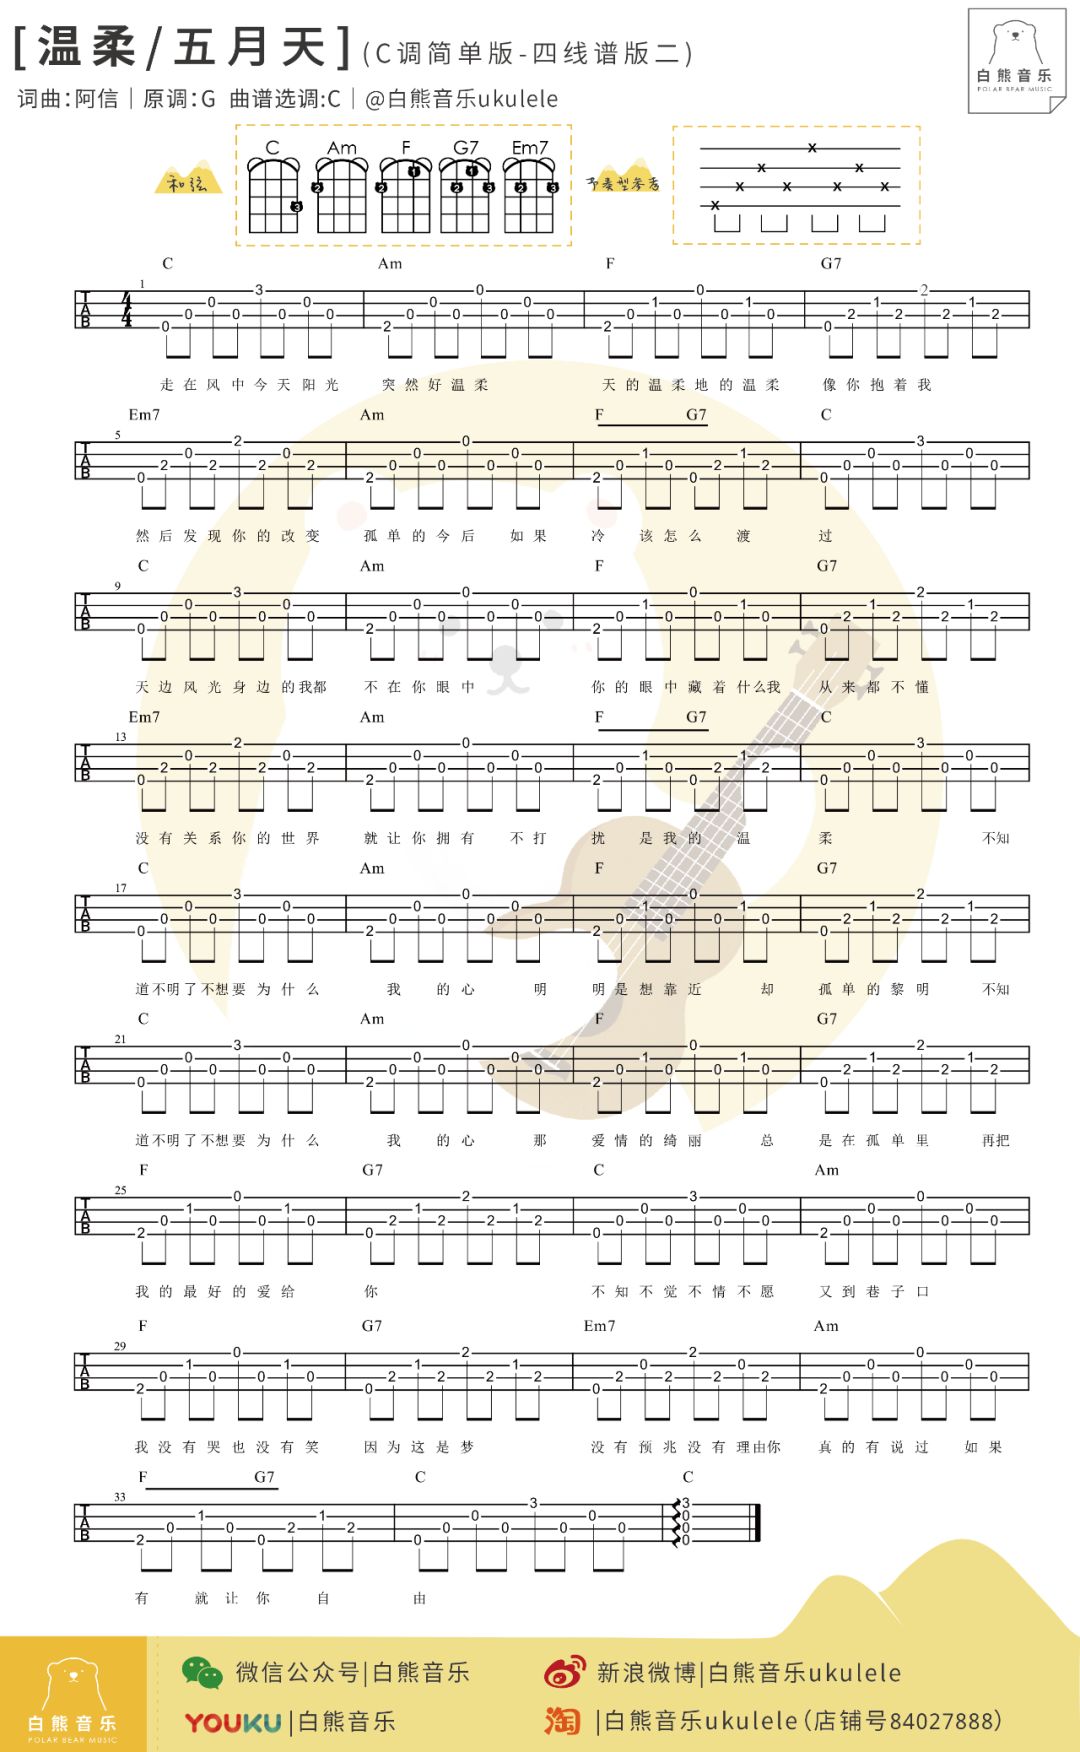 [温柔/五月天](C调简单版-四线谱版二)
白熊音乐
POLAR BEAR MUSIC
词曲:阿信｜原调:G 曲谱选调:C｜@白熊音乐ukulele
和弦
C Am F G7 Em7
2 3
节奏型参考
C Am F G7
1
走在风中今天阳光 突然好温柔 天的温柔地的温柔 像你抱着我
Em7 Am F G7 C
5
然后发现你的改变 孤单的今后 如果 冷 该怎么 渡 过
C Am F G7
9
天边风光身边的我都 不在你眼中 你的眼中藏着什么我 从来都不懂
Em7 Am F G7 C
13
没有关系你的世界 就让你拥有 不打 扰 是我的 温 柔 不知
C Am F G7
17
道不明了不想要为什么 我 的心 明 明是想靠近 却 孤单的黎明 不知
C Am F G7
21
道不明了不想要为什么 我 的心 那 爱情的绮丽 总 是在孤单里 再把
F G7 C Am
25
我的最好的爱给 你 不知不觉不情不愿 又到巷子口
F G7 Em7 Am
29
我没有哭也没有笑 因为这是梦 没有预兆没有理由你 真的有说过 如果
F G7 C C
33
有 就让你 自 由
白熊音乐
POLAR BEAR MUSIC
微信公众号|白熊音乐
新浪微博|白熊音乐ukulele
YOUKU|白熊音乐
淘|白熊音乐ukulele(店铺号84027888)